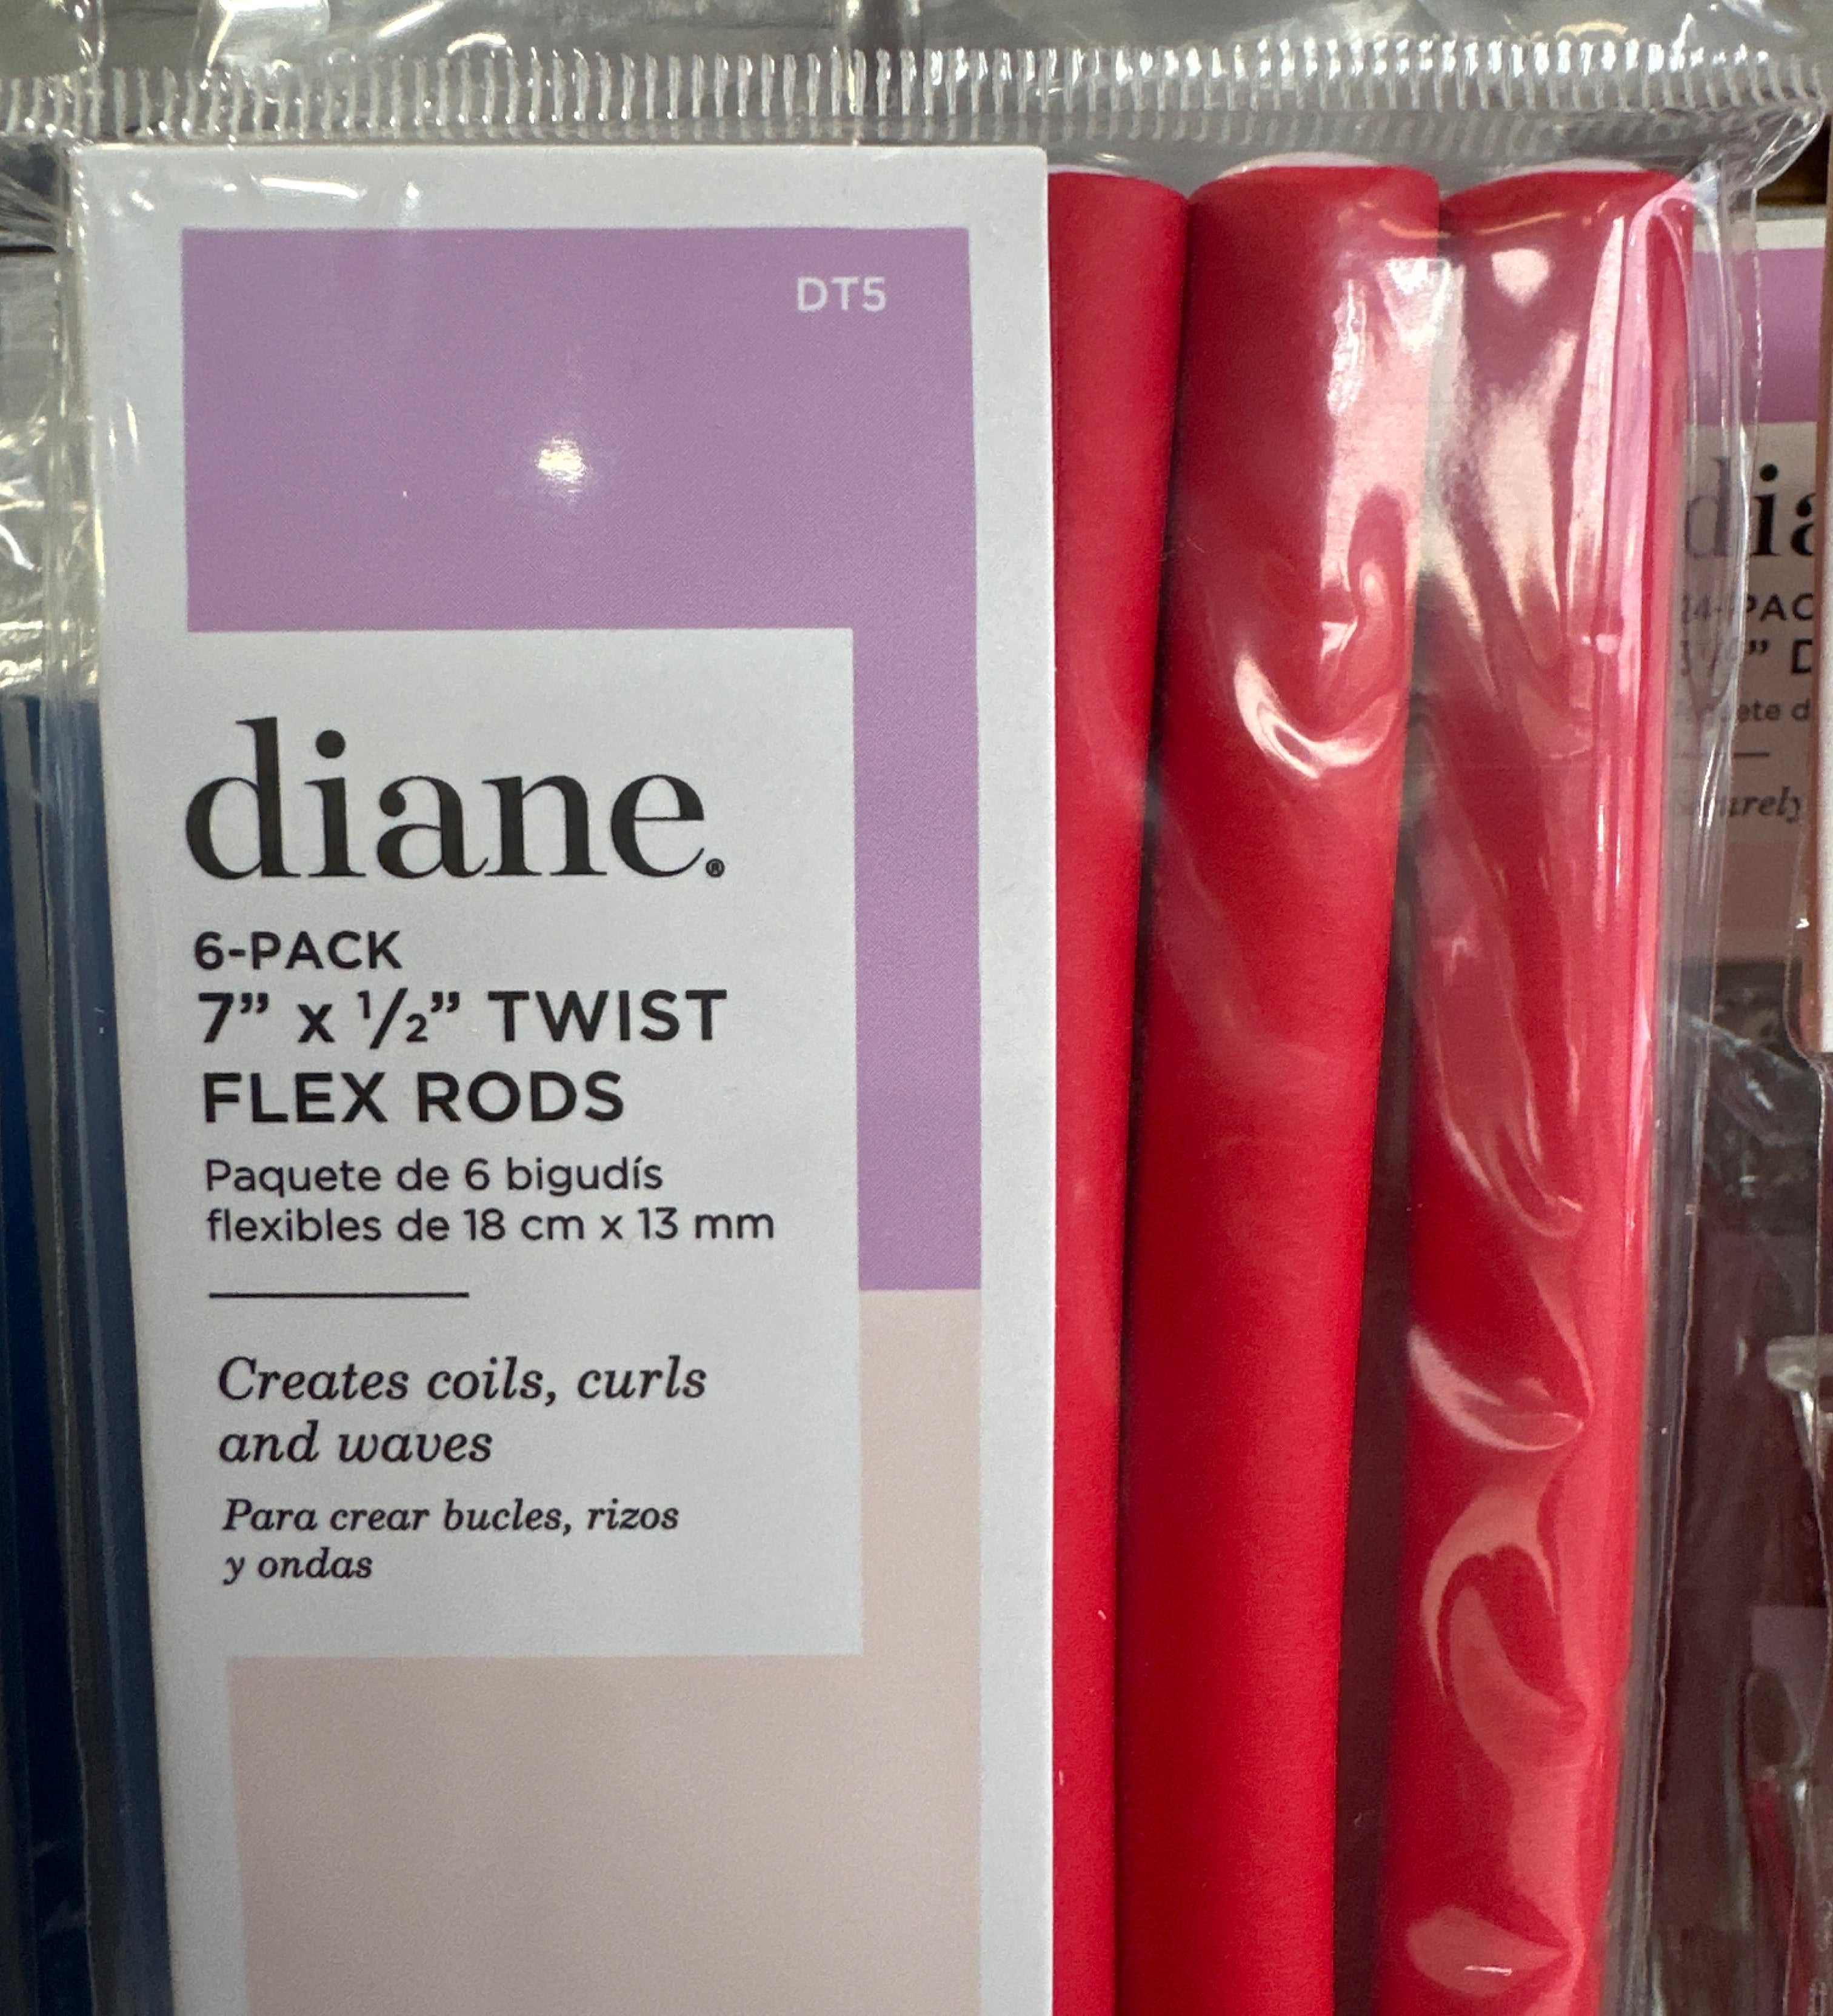 DT5
diane®
6-PACK
7” x ½” TWIST
FLEX RODS
Paquete de 6 bigudís
flexibles de 18 cm x 13 mm
Creates coils, curls
and waves
Para crear bucles, rizos
y ondas